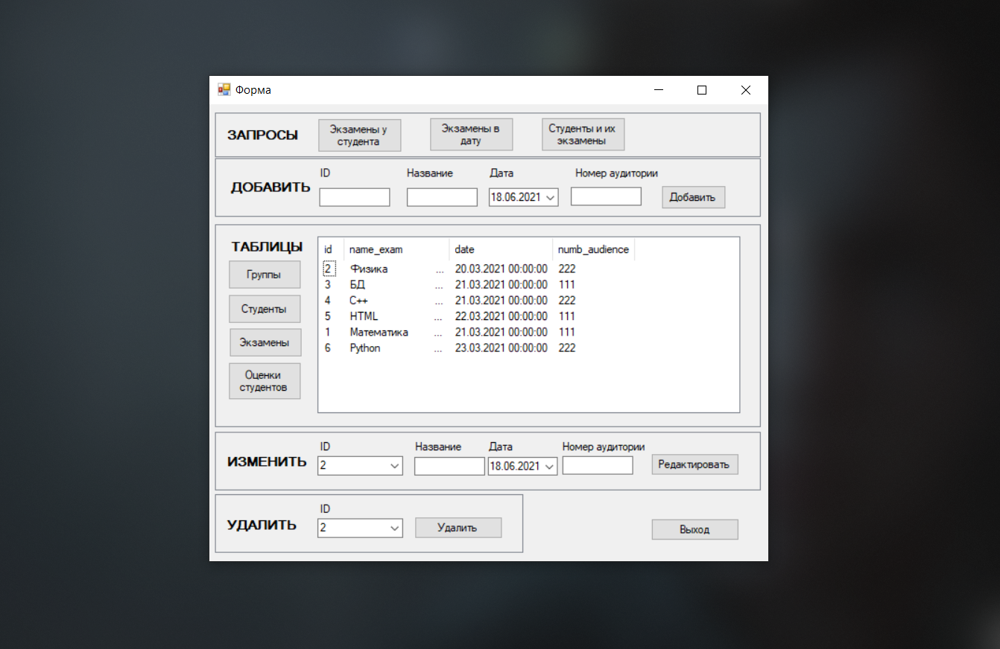 Форма
ЗАПРОСЫ
Экзамены у
студента
Экзамены в
дату
Студенты и их
экзамены
ДОБАВИТЬ
ID Название Дата Номер аудитории
18.06.2021
Добавить
ТАБЛИЦЫ
Группы
Студенты
Экзамены
Оценки
студентов
id name_exam date numb_audience
2 Физика ... 20.03.2021 00:00:00 222
3 БД ... 21.03.2021 00:00:00 111
4 C++ ... 21.03.2021 00:00:00 222
5 HTML ... 22.03.2021 00:00:00 111
1 Математика ... 21.03.2021 00:00:00 111
6 Python ... 23.03.2021 00:00:00 222
ИЗМЕНИТЬ
ID Название Дата Номер аудитории
2 18.06.2021
Редактировать
УДАЛИТЬ
ID
2
Удалить
Выход